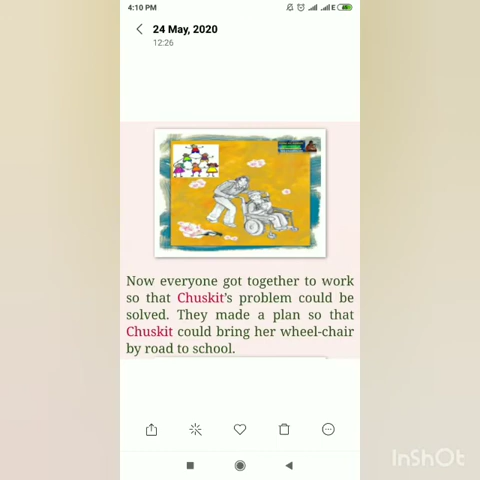 4:10 PM
E
24 May, 2020
12:26
Now everyone got together to work
so that Chuskit's problem could be
solved. They made a plan so that
Chuskit could bring her wheel-chair
by road to school.
InShOt